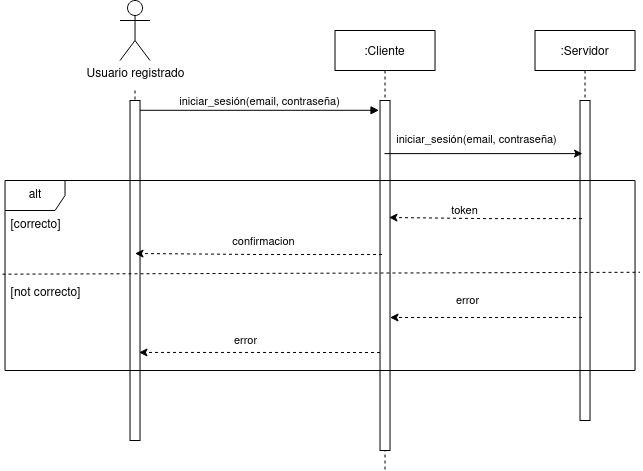 :Cliente
:Servidor
Usuario registrado
iniciar_sesión(email, contraseña)
iniciar_sesión(email, contraseña)
alt
[correcto]
token
confirmacion
[not correcto]
error
error